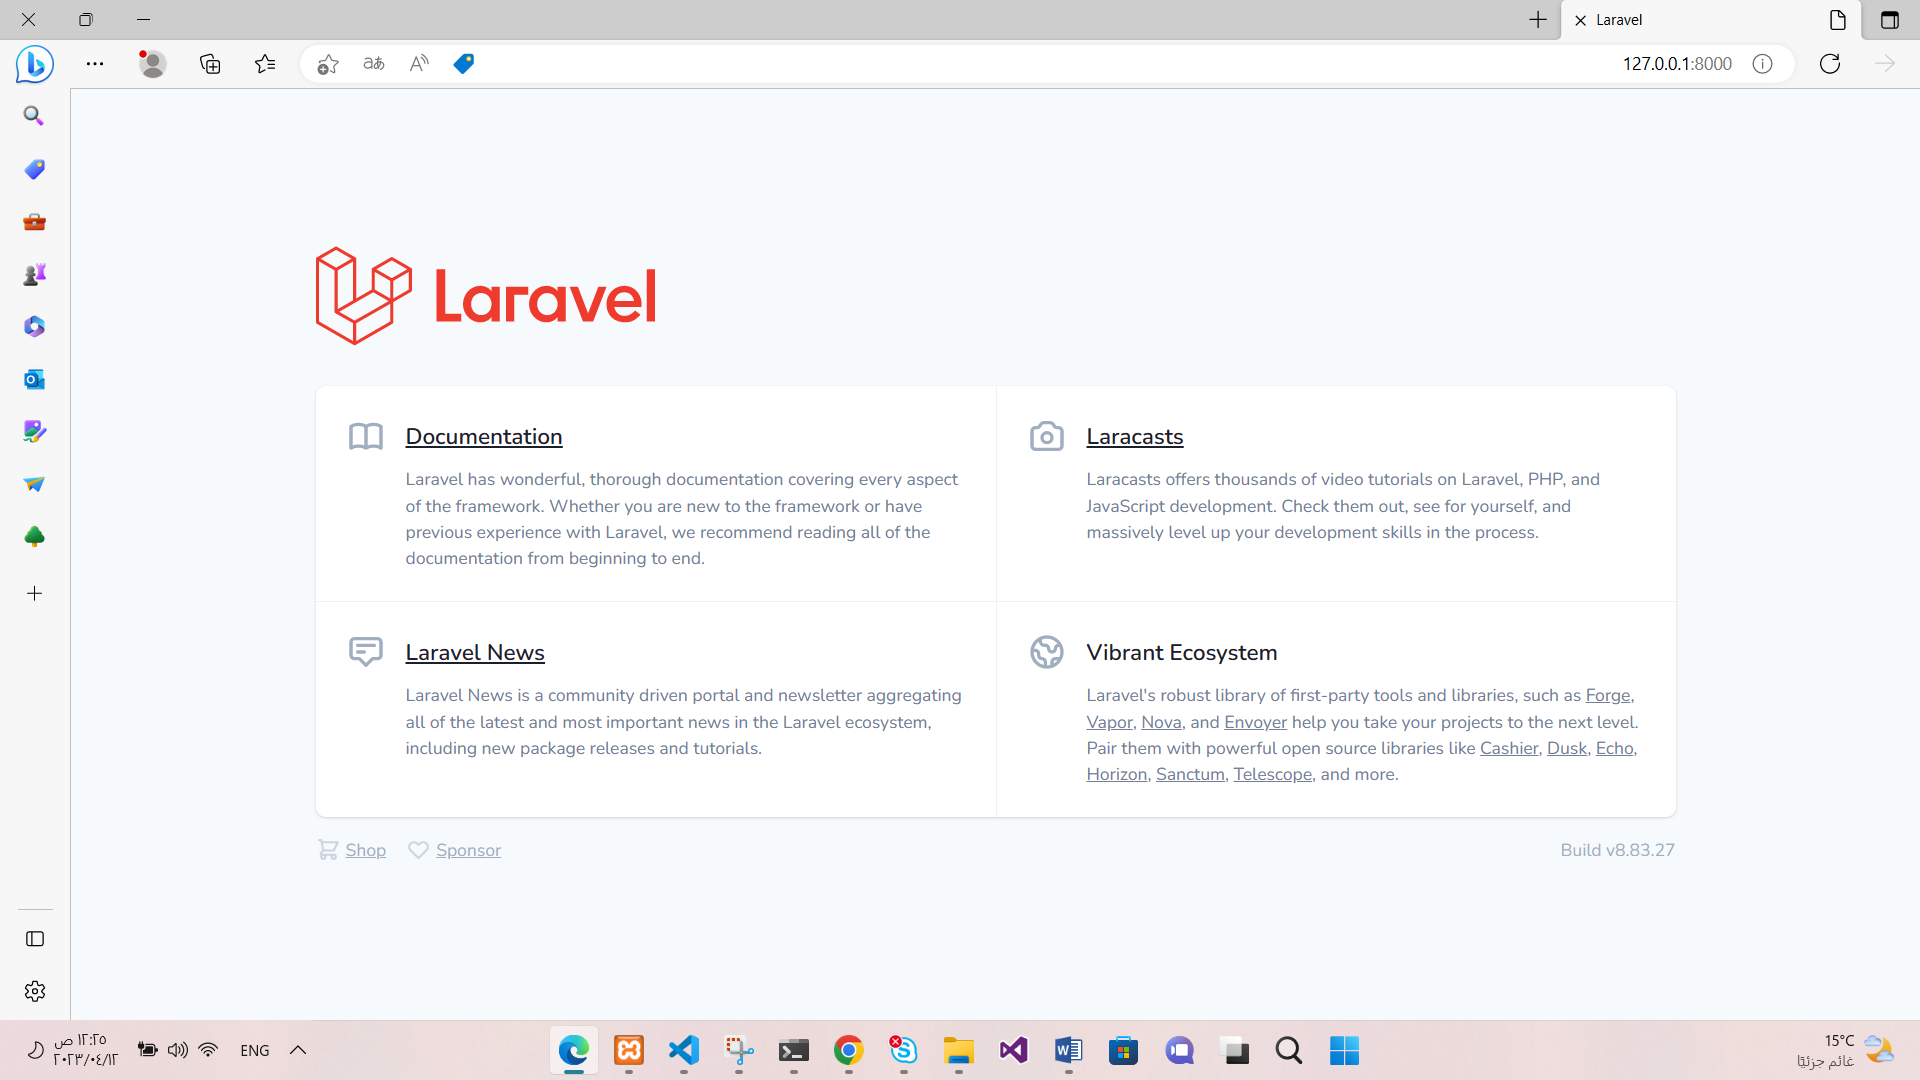 Laravel
127.0.0.1:8000
Laravel
Documentation
Laravel has wonderful, thorough documentation covering every aspect
of the framework. Whether you are new to the framework or have
previous experience with Laravel, we recommend reading all of the
documentation from beginning to end.
Laracasts
Laracasts offers thousands of video tutorials on Laravel, PHP, and
JavaScript development. Check them out, see for yourself, and
massively level up your development skills in the process.
Laravel News
Laravel News is a community driven portal and newsletter aggregating
all of the latest and most important news in the Laravel ecosystem,
including new package releases and tutorials.
Vibrant Ecosystem
Laravel's robust library of first-party tools and libraries, such as Forge,
Vapor, Nova, and Envoyer help you take your projects to the next level.
Pair them with powerful open source libraries like Cashier, Dusk, Echo,
Horizon, Sanctum, Telescope, and more.
Shop
Sponsor
Build v8.83.27
١٢:٢٥ ص
٢٠٢٣/٠٤/١٢
ENG
15°C
غائم جزئيًا